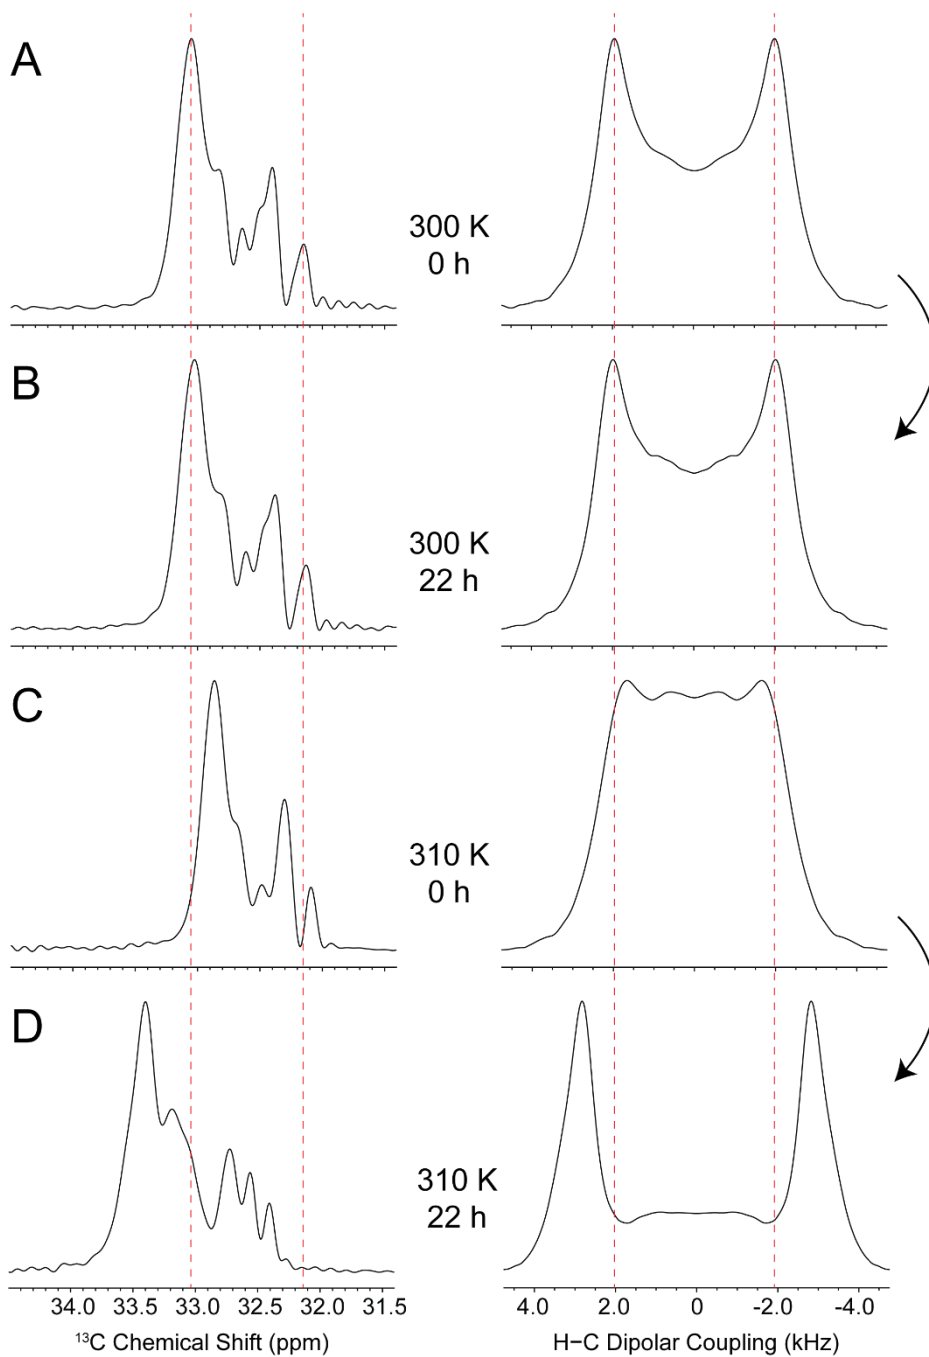 A
300 K
0 h
B
300 K
22 h
C
310 K
0 h
D
310 K
22 h
34.0 33.5 33.0 32.5 32.0 31.5 4.0 2.0 0 -2.0 -4.0
¹³C Chemical Shift (ppm) H−C Dipolar Coupling (kHz)